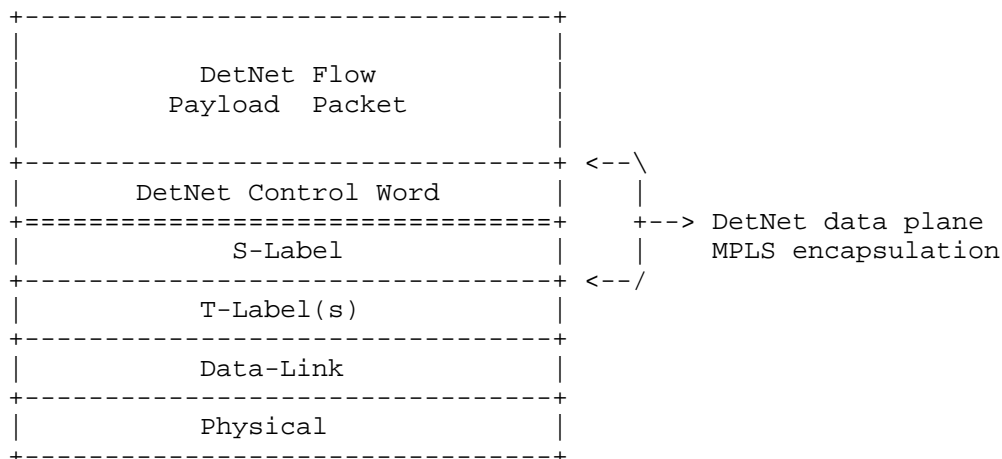 DetNet Flow
Payload  Packet
DetNet Control Word
DetNet data plane
S-Label
MPLS encapsulation
T-Label(s)
Data-Link
Physical